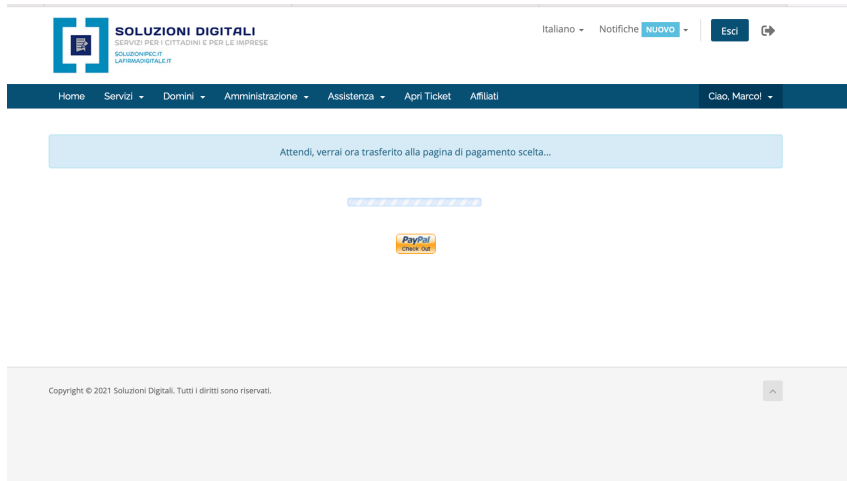 SOLUZIONI DIGITALI
SERVIZI PER I CITTADINI E PER LE IMPRESE
SOLUZIONIPEC.IT
LAFIRMADIGITALE.IT
Italiano Notifiche NUOVO Esci
Home Servizi Domini Amministrazione Assistenza Apri Ticket Affiliati Ciao, Marco!
Attendi, verrai ora trasferito alla pagina di pagamento scelta...
PayPal
Check out
Copyright © 2021 Soluzioni Digitali. Tutti i diritti sono riservati.